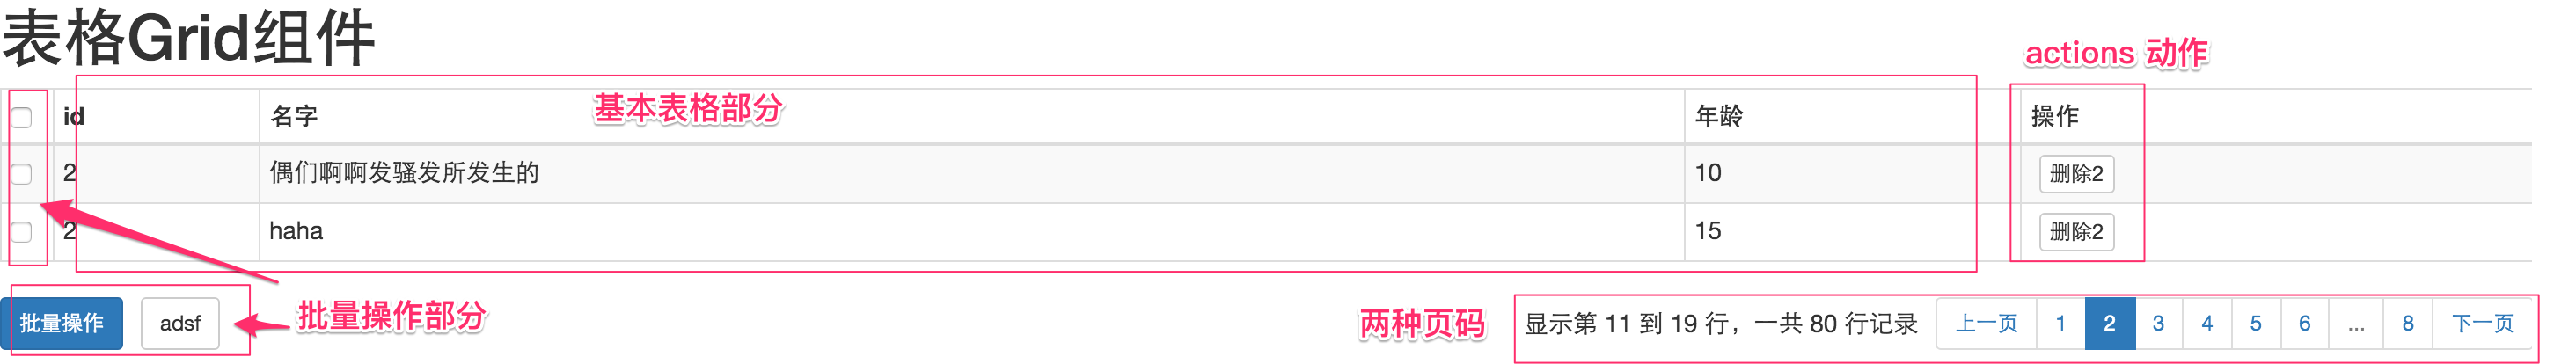 表格Grid组件
actions 动作
id 名字 基本表格部分 年龄 操作
2 偶们啊啊发骚发所发生的 10 删除2
2 haha 15 删除2
批量操作 adsf 批量操作部分 两种页码 显示第 11 到 19 行，一共 80 行记录 上一页 1 2 3 4 5 6 ... 8 下一页